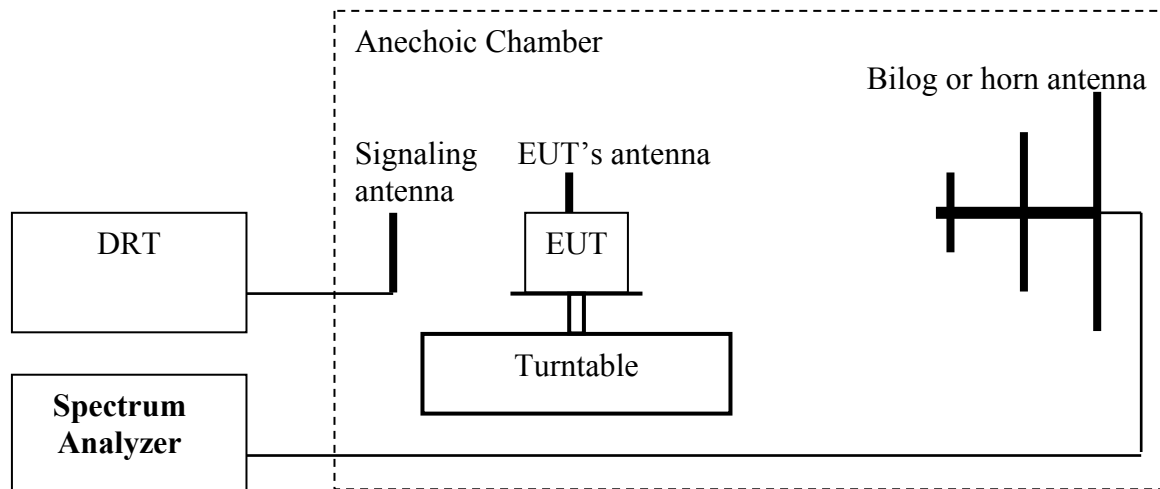 Anechoic Chamber
Bilog or horn antenna
Signaling
antenna
EUT’s antenna
DRT
EUT
Turntable
Spectrum
Analyzer